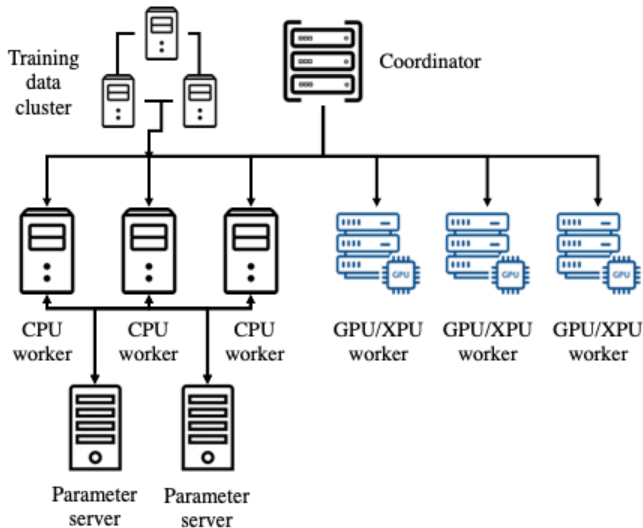 Training
data
cluster
Coordinator
GPU
GPU
GPU
CPU
worker
CPU
worker
CPU
worker
GPU/XPU
worker
GPU/XPU
worker
GPU/XPU
worker
Parameter
server
Parameter
server